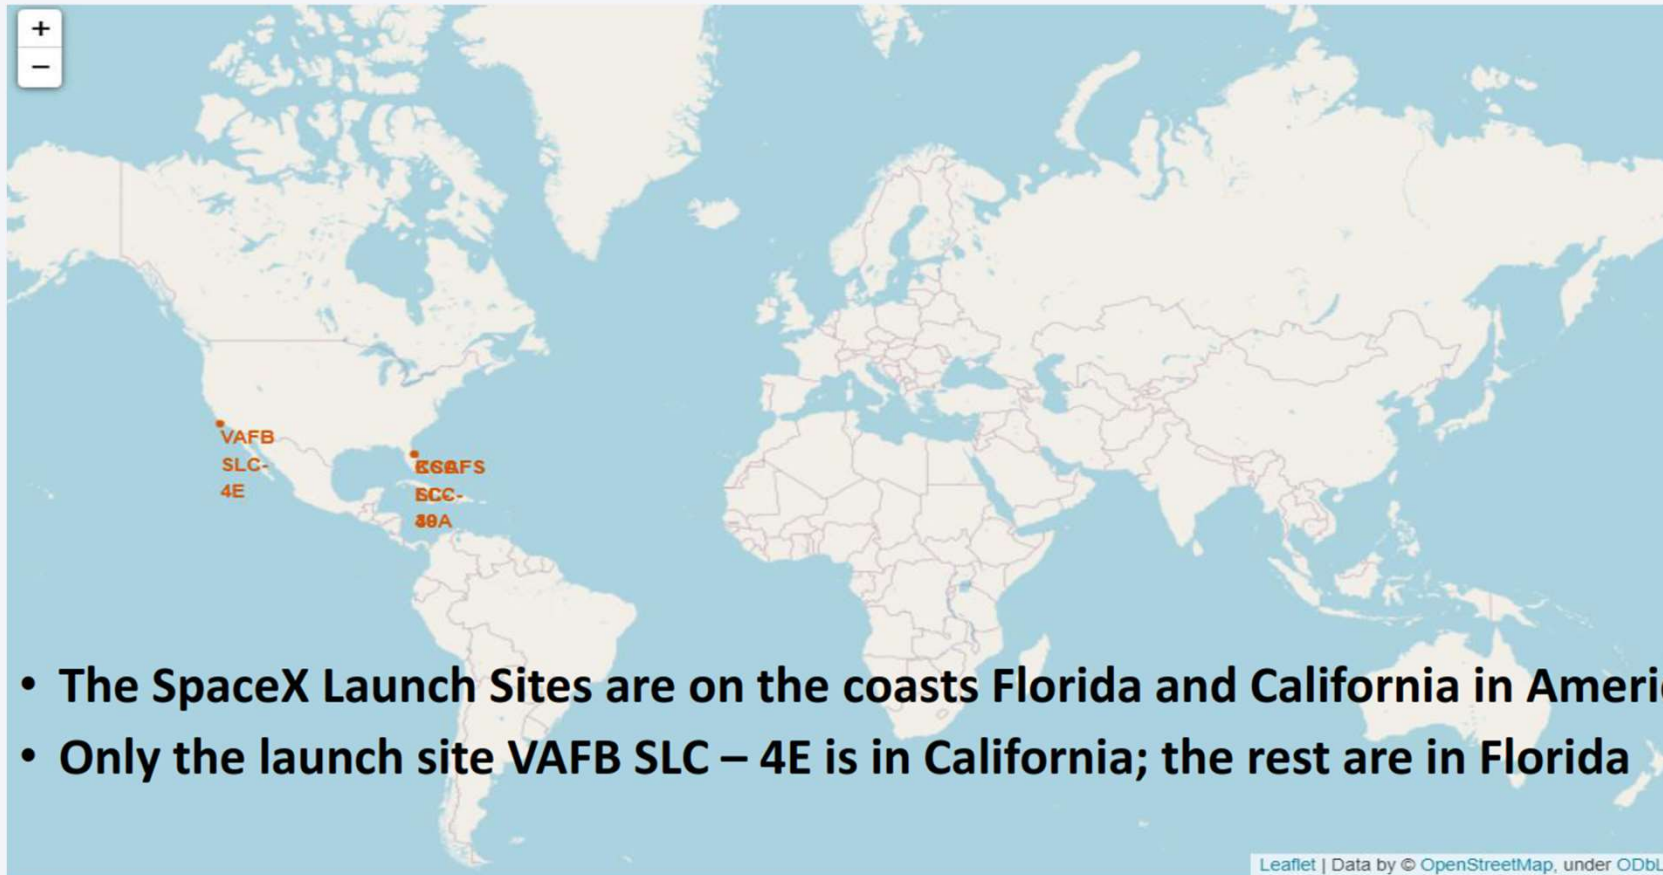 +
−
VAFB
SLC-
4E
• The SpaceX Launch Sites are on the coasts Florida and California in
• Only the launch site VAFB SLC – 4E is in California; the rest are in Florida
Leaflet | Data by © OpenStreetMap, under ODbL